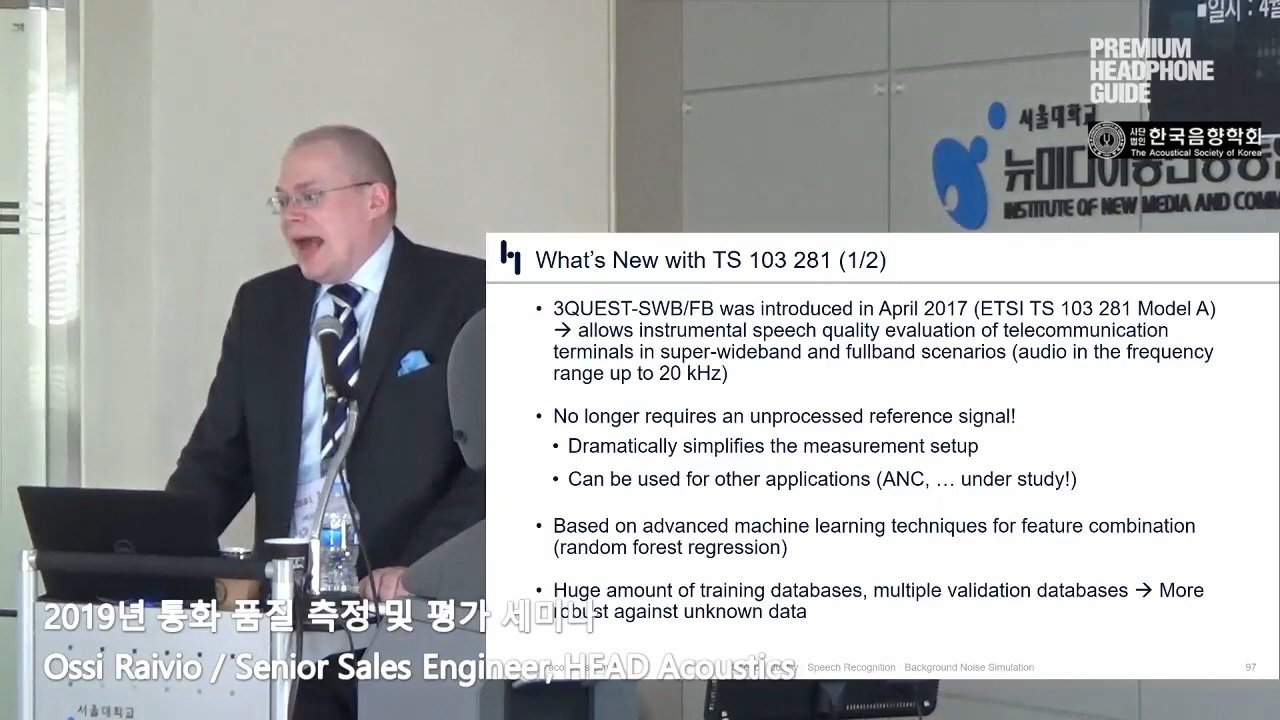 ■일시 : 4월
PREMIUM
HEADPHONE
GUIDE
서울대학교
사단
법인 한국음향학회
The Acoustical Society of Korea
뉴미디어통신공동
INSTITUTE OF NEW MEDIA AND COMM
What's New with TS 103 281 (1/2)
• 3QUEST-SWB/FB was introduced in April 2017 (ETSI TS 103 281 Model A)
→ allows instrumental speech quality evaluation of telecommunication
terminals in super-wideband and fullband scenarios (audio in the frequency
range up to 20 kHz)
• No longer requires an unprocessed reference signal!
• Dramatically simplifies the measurement setup
• Can be used for other applications (ANC, … under study!)
• Based on advanced machine learning techniques for feature combination
(random forest regression)
• Huge amount of training databases, multiple validation databases → More
robust against unknown data
2019년 통화 품질 측정 및 평가 세미나
Ossi Raivio / Senior Sales Engineer, HEAD Acoustics
Speech Recognition Background Noise Simulation
97
서울대학교